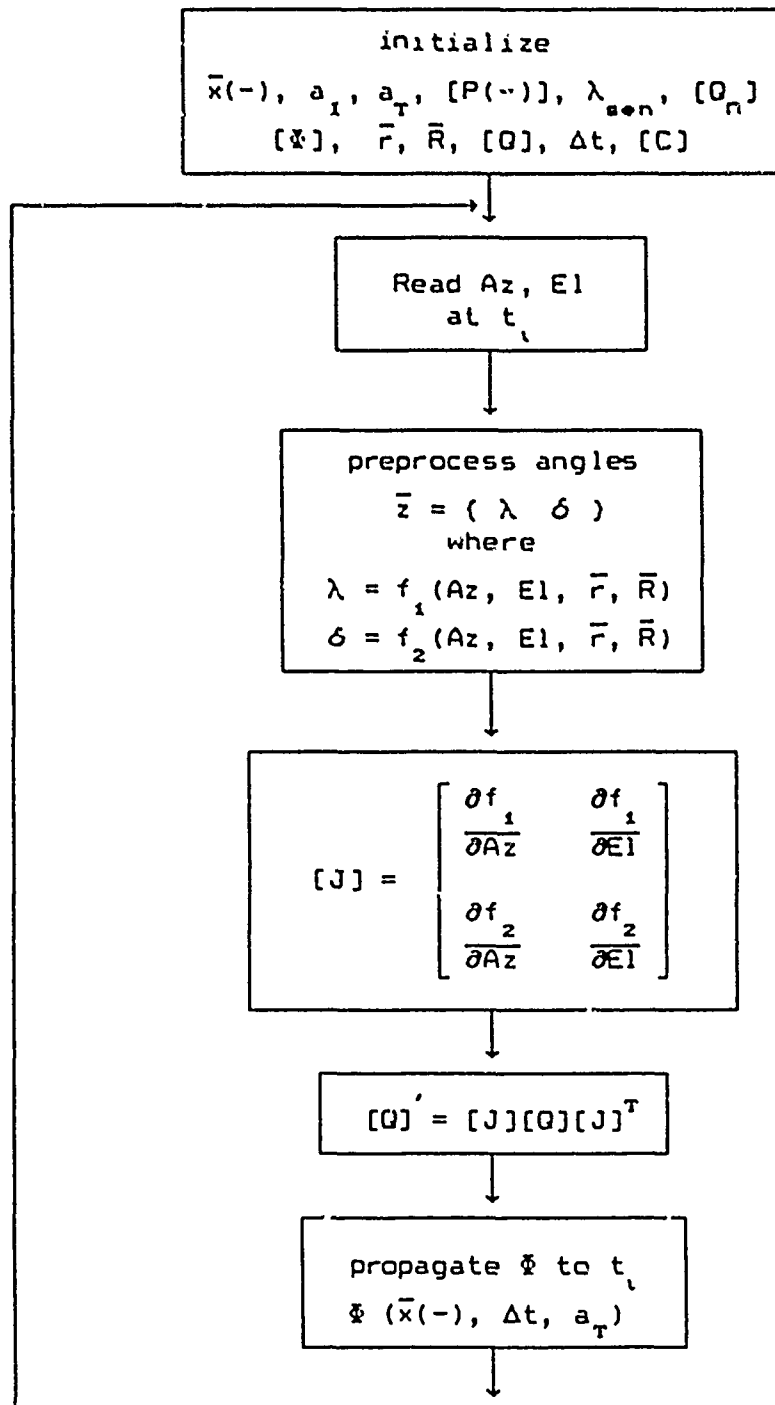 initialize
x̄(-), a_I, a_T, [P(-)], λ_sen, [Q_n]
[Φ], r̄, R̄, [Q], Δt, [C]
Read Az, El
at t_i
preprocess angles
z̄ = ( λ δ )
where
λ = f_1(Az, El, r̄, R̄)
δ = f_2(Az, El, r̄, R̄)
∂f_1 ∂f_1
∂Az ∂El
[J] =
∂f_2 ∂f_2
∂Az ∂El
[Q]′ = [J][Q][J]^T
propagate Φ to t_i
Φ (x̄(-), Δt, a_T)